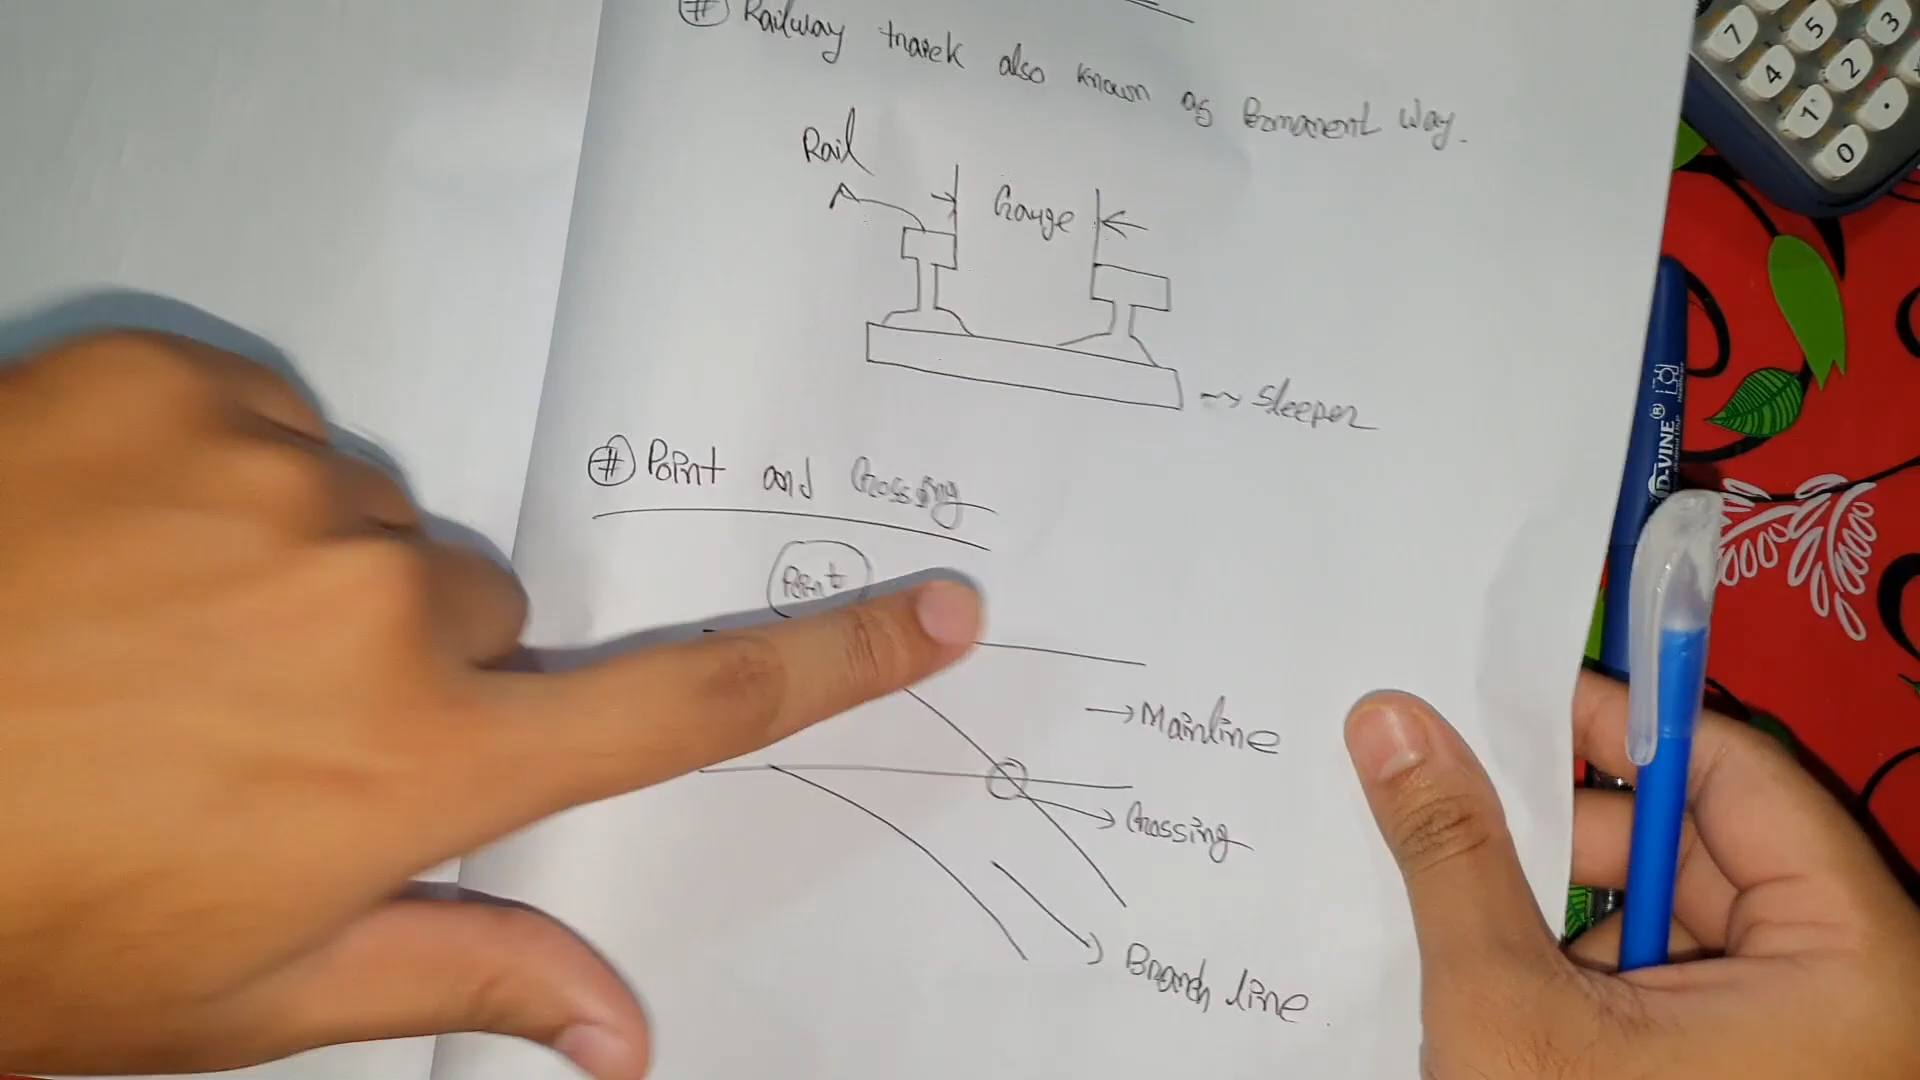 # Railway track also known as Permanent Way.
Rail
Gauge
Sleeper
# Point and Crossing
Point
Mainline
Crossing
Branch line.
7 5 3
4 2
1 .
0
D-VINE®